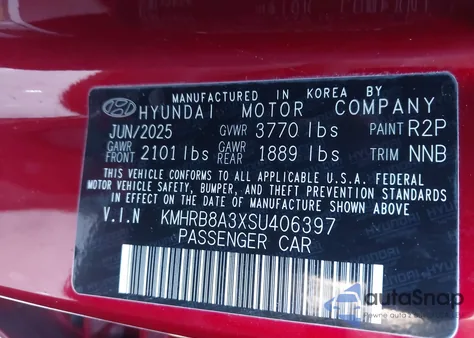 MANUFACTURED IN KOREA BY
HYUNDAI MOTOR COMPANY
JUN/2025 GVWR 3770 lbs PAINT R2P
GAWR FRONT 2101 lbs GAWR REAR 1889 lbs TRIM NNB
THIS VEHICLE CONFORMS TO ALL APPLICABLE U.S.A. FEDERAL
MOTOR VEHICLE SAFETY, BUMPER, AND THEFT PREVENTION STANDARDS
IN EFFECT ON THE DATE OF MANUFACTURE SHOWN ABOVE.
V.I.N KMHRB8A3XSU406397
PASSENGER CAR
autoSnap
Pewne auto z